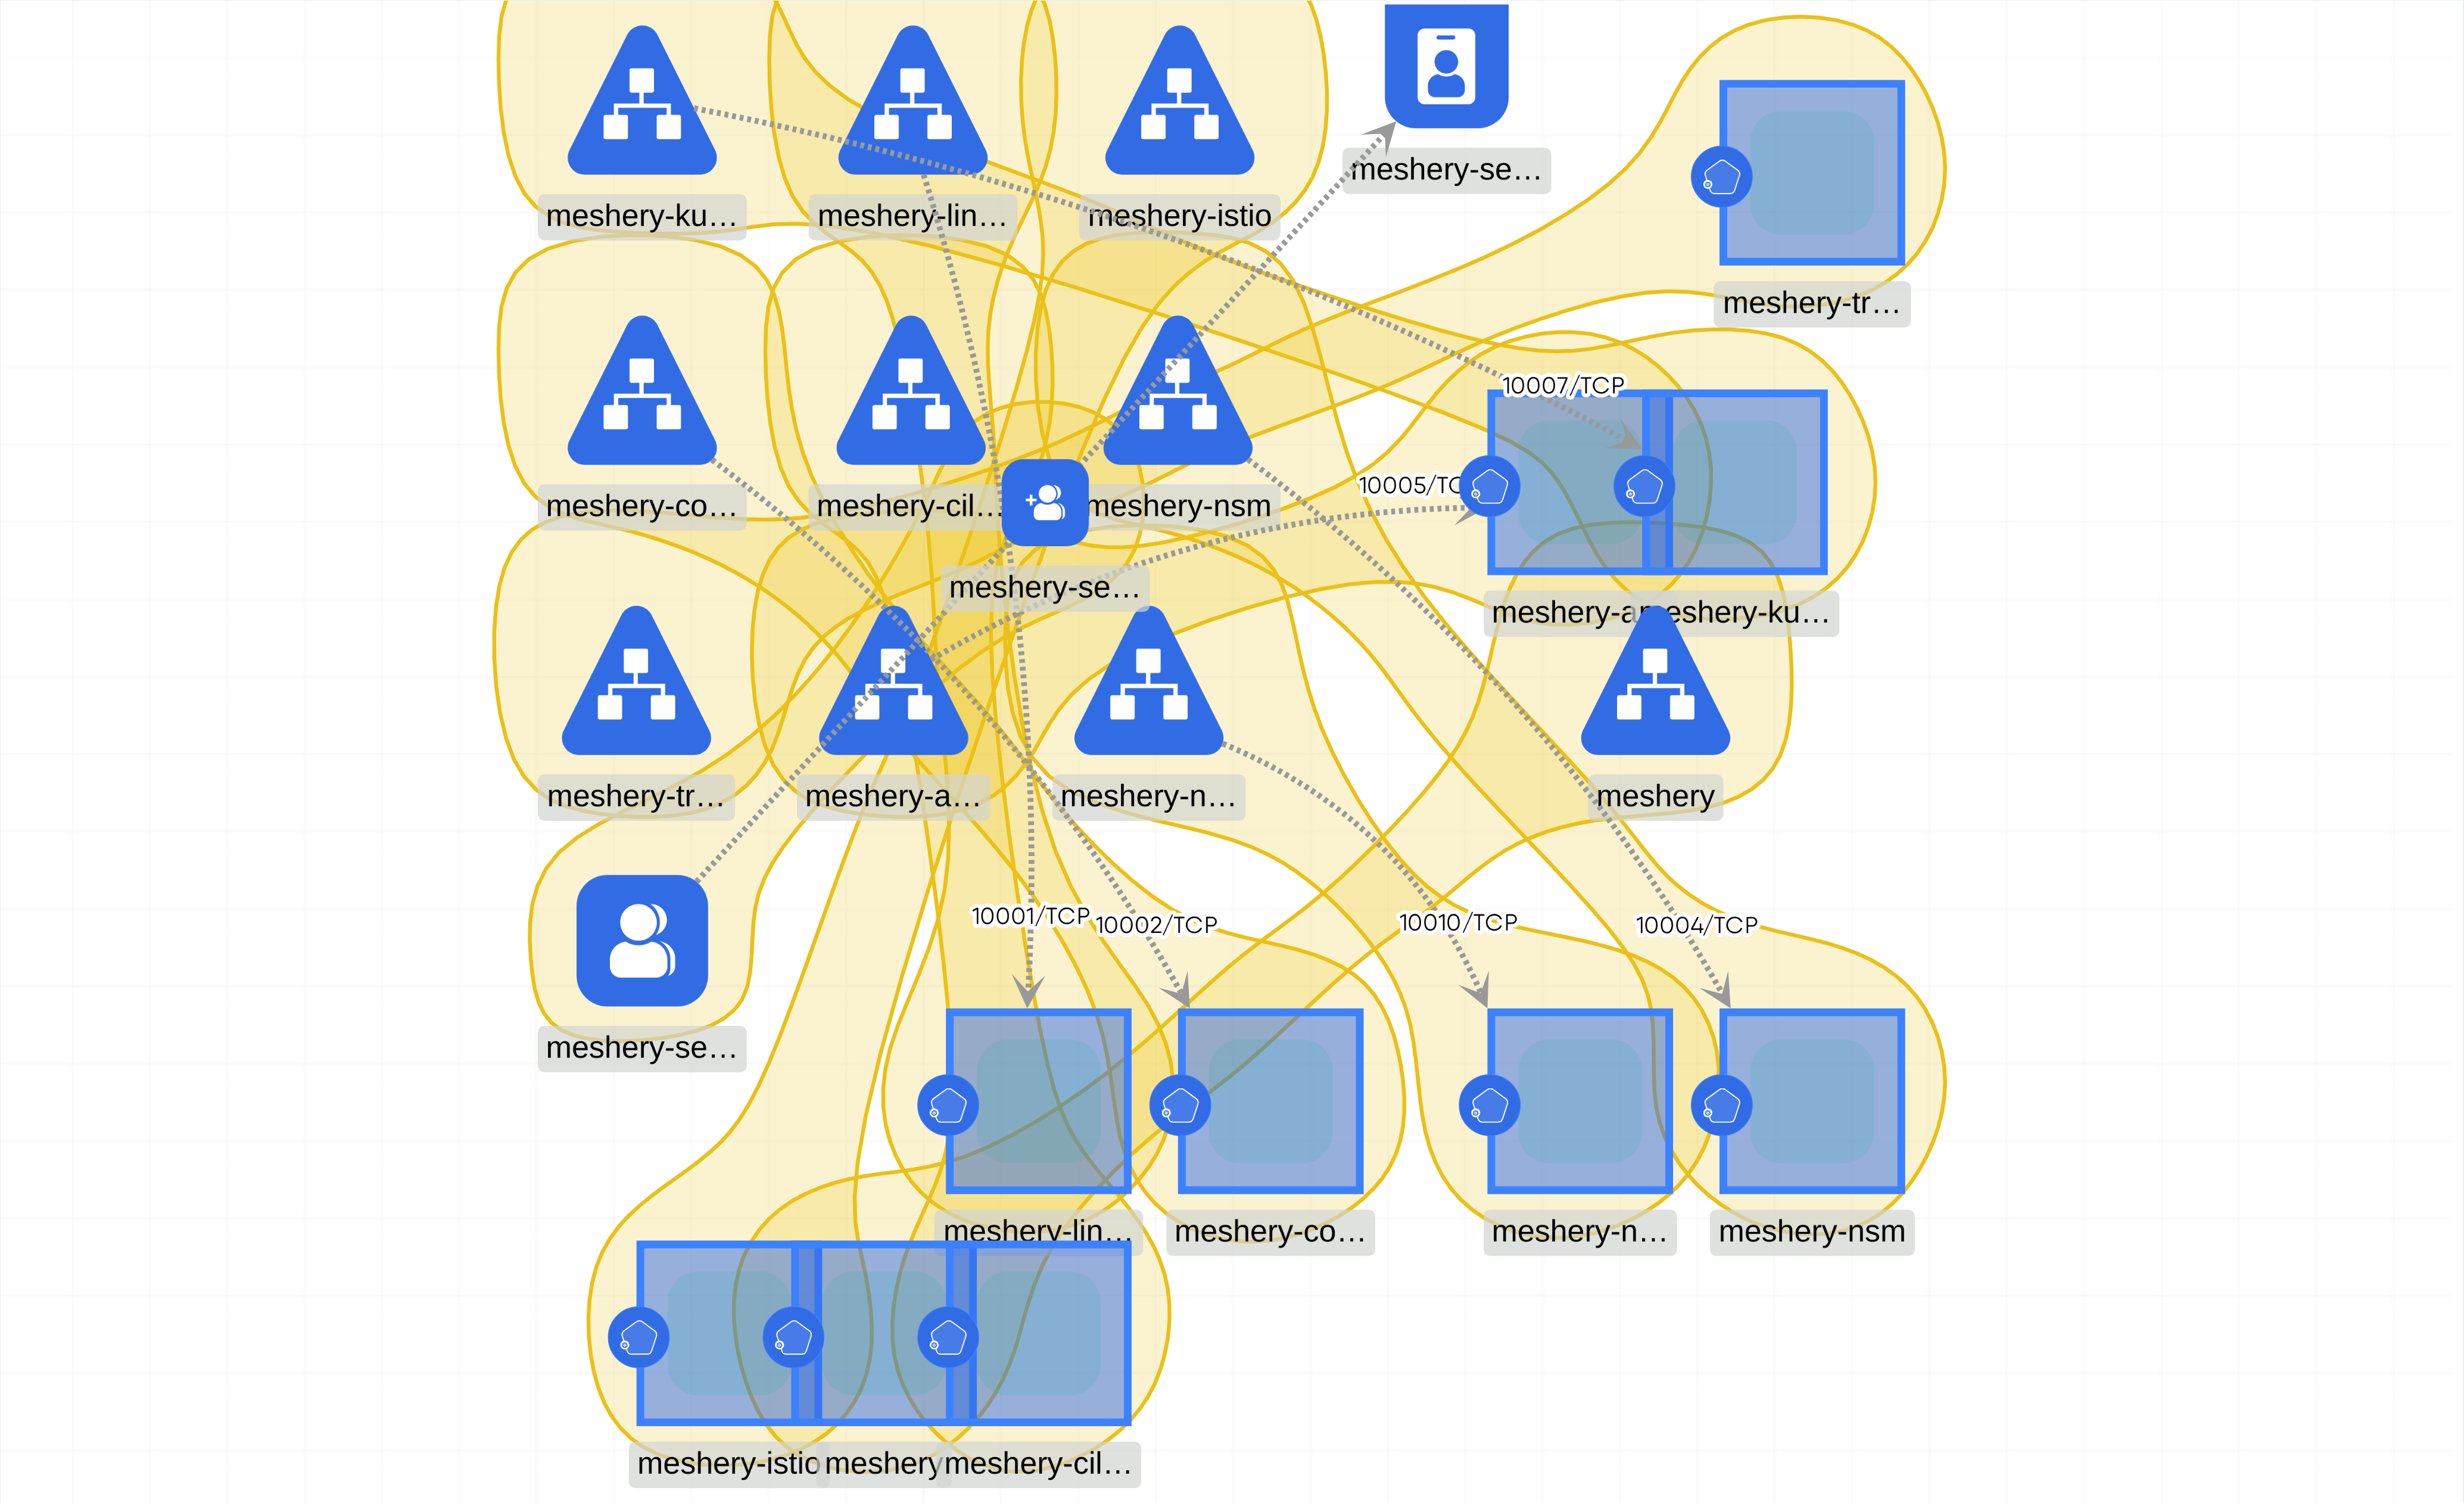 meshery-ku…
meshery-lin…
meshery-istio
meshery-se…
meshery-tr…
10007/TCP
meshery-co…
meshery-cil…
meshery-nsm
10005/TC
meshery-se…
meshery-a
eshery-ku…
meshery-tr…
meshery-a…
meshery-n…
meshery
10001/TCP
10002/TCP
10010/TCP
10004/TCP
meshery-se…
meshery-lin…
meshery-co…
meshery-n…
meshery-nsm
meshery-istio
meshery
meshery-cil…